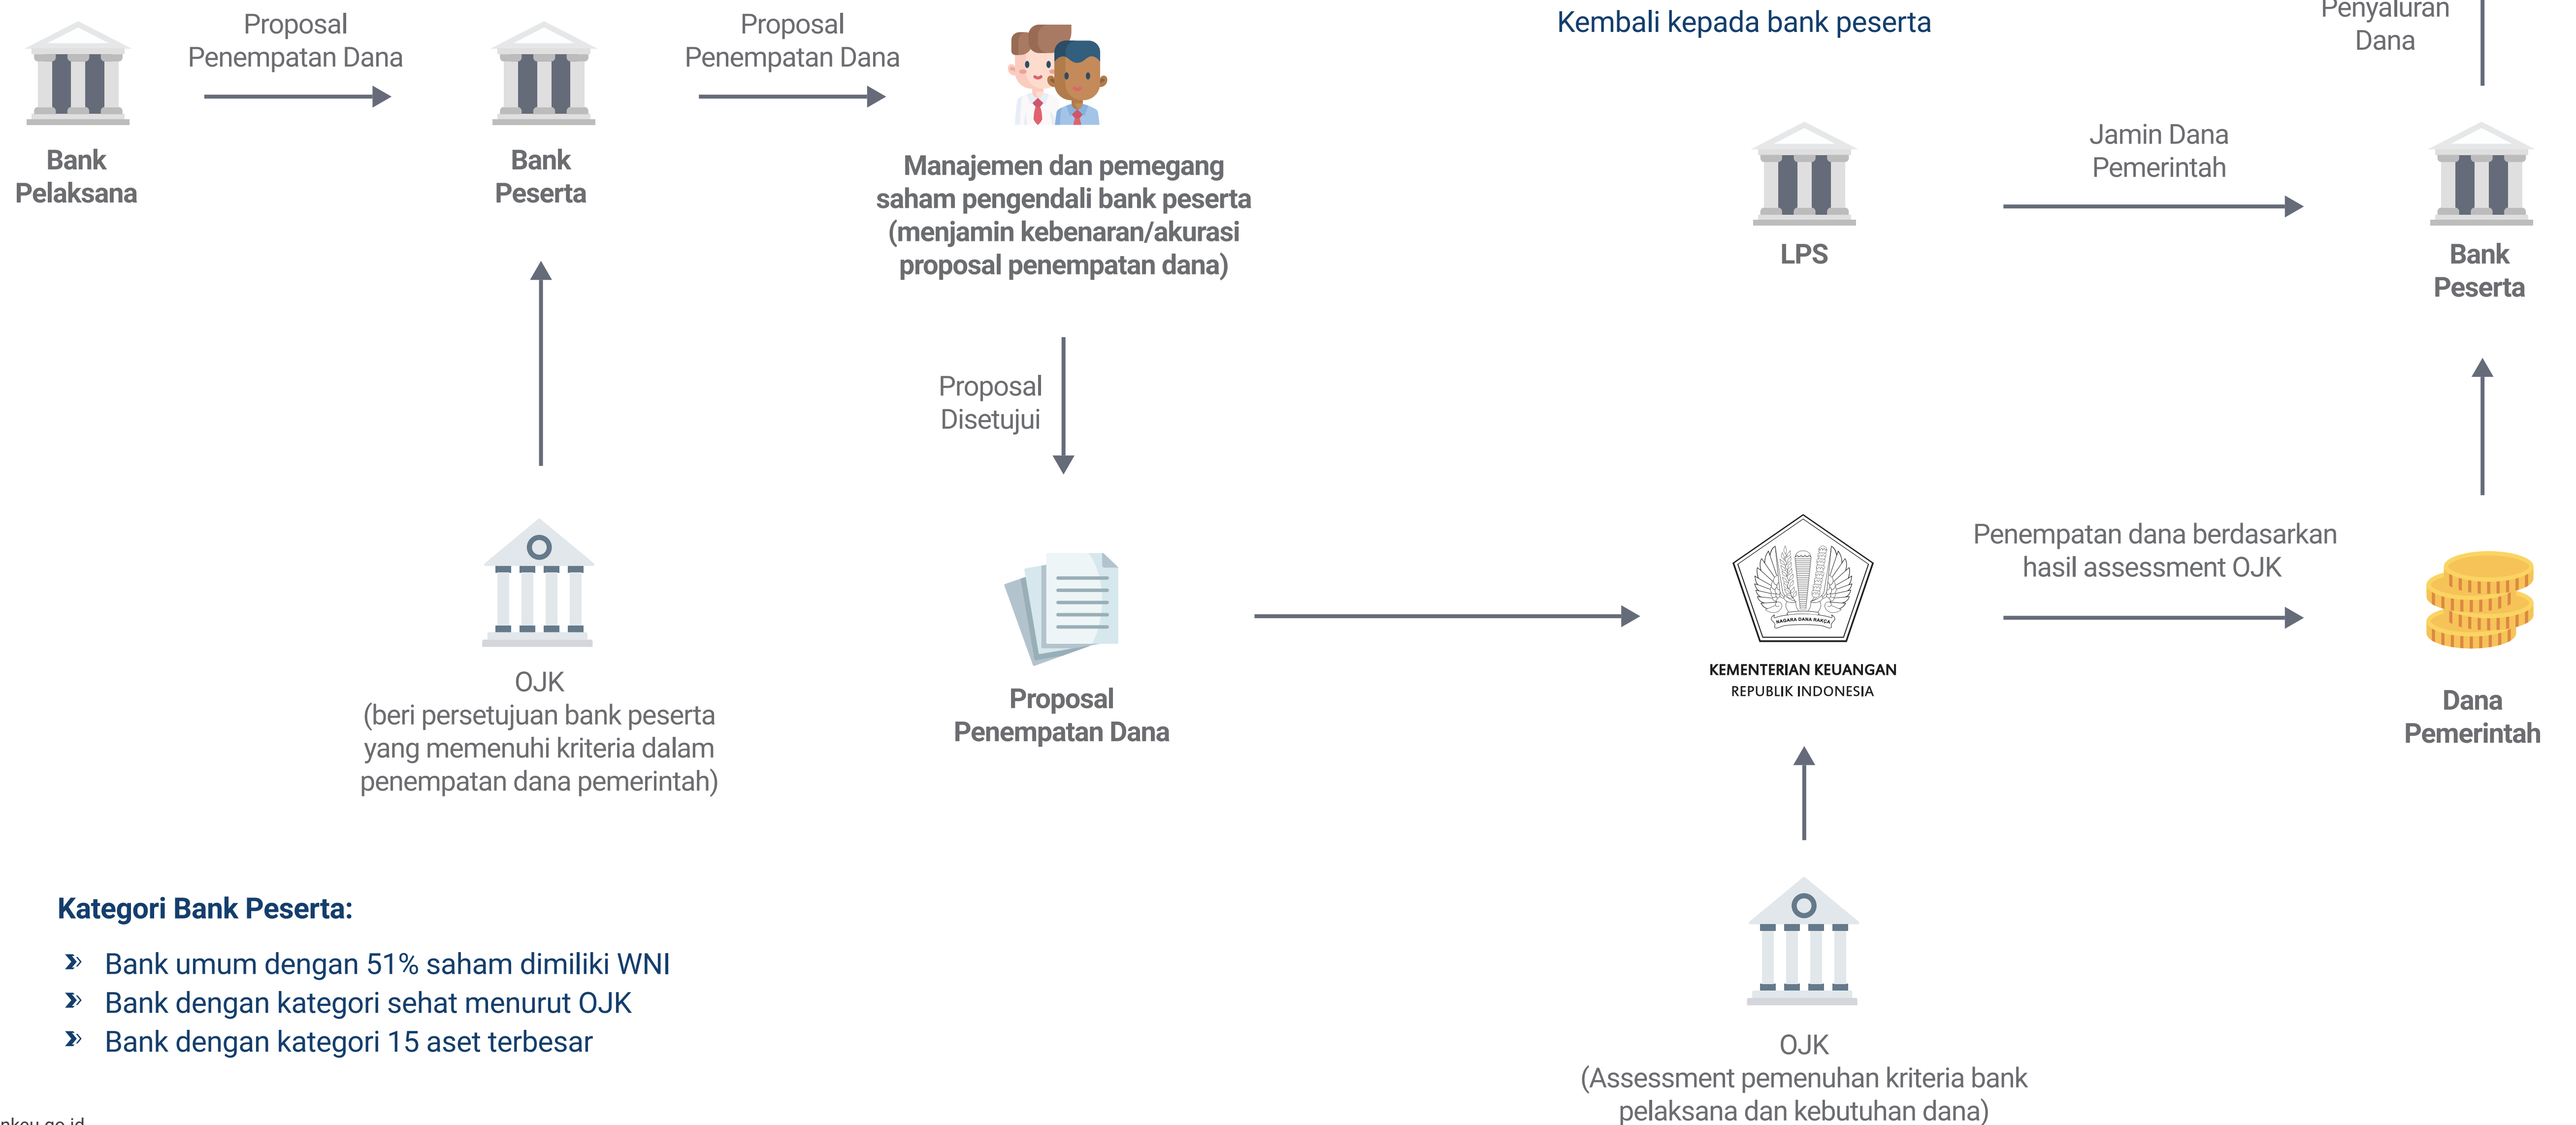 Proposal
Penempatan Dana
Proposal
Penempatan Dana
Kembali kepada bank peserta
Penyaluran
Dana
Bank
Pelaksana
Bank
Peserta
Manajemen dan pemegang
saham pengendali bank peserta
(menjamin kebenaran/akurasi
proposal penempatan dana)
Jamin Dana
Pemerintah
LPS
Bank
Peserta
Proposal
Disetujui
OJK
(beri persetujuan bank peserta
yang memenuhi kriteria dalam
penempatan dana pemerintah)
Proposal
Penempatan Dana
NAGARA DANA RAKÇA
KEMENTERIAN KEUANGAN
REPUBLIK INDONESIA
Penempatan dana berdasarkan
hasil assessment OJK
Dana
Pemerintah
Kategori Bank Peserta:
Bank umum dengan 51% saham dimiliki WNI
Bank dengan kategori sehat menurut OJK
Bank dengan kategori 15 aset terbesar
OJK
(Assessment pemenuhan kriteria bank
pelaksana dan kebutuhan dana)